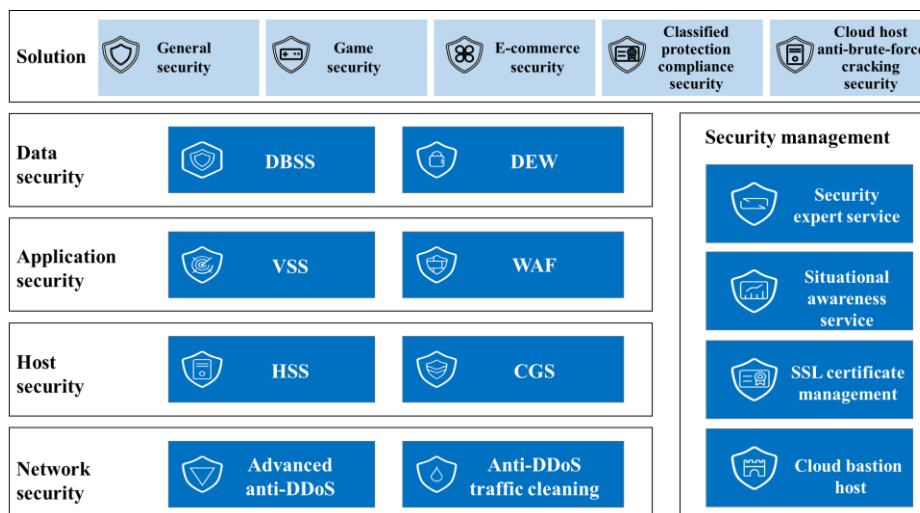 Solution
General
security
Game
security
E-commerce
security
Classified
protection
compliance
security
Cloud host
anti-brute-force
cracking
security
Data
security
DBSS
DEW
Application
security
VSS
WAF
Host
security
HSS
CGS
Network
security
Advanced
anti-DDoS
Anti-DDoS
traffic cleaning
Security management
Security
expert service
Situational
awareness
service
SSL certificate
management
Cloud bastion
host